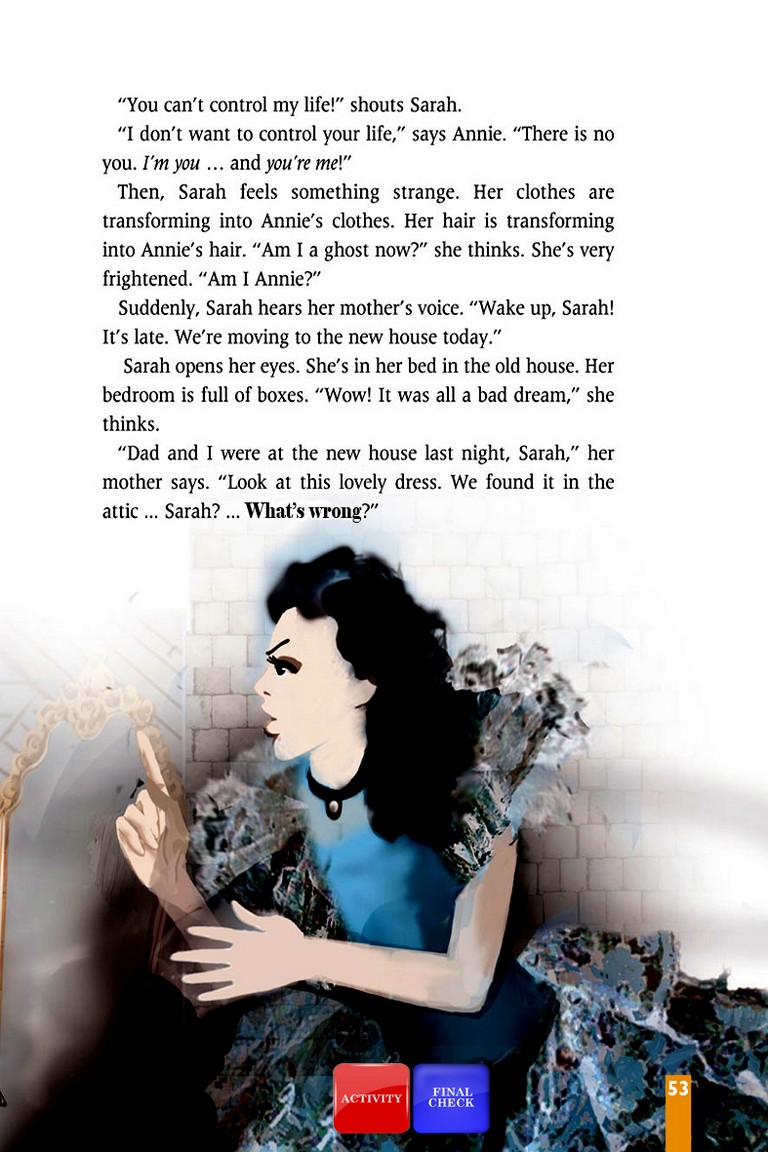 “You can’t control my life!” shouts Sarah.
“I don’t want to control your life,” says Annie. “There is no
you. I’m you … and you’re me!”
Then, Sarah feels something strange. Her clothes are
transforming into Annie’s clothes. Her hair is transforming
into Annie’s hair. “Am I a ghost now?” she thinks. She’s very
frightened. “Am I Annie?”
Suddenly, Sarah hears her mother’s voice. “Wake up, Sarah!
It’s late. We’re moving to the new house today.”
Sarah opens her eyes. She’s in her bed in the old house. Her
bedroom is full of boxes. “Wow! It was all a bad dream,” she
thinks.
“Dad and I were at the new house last night, Sarah,” her
mother says. “Look at this lovely dress. We found it in the
attic ... Sarah? ... What’s wrong?”
ACTIVITY
FINAL
CHECK
53